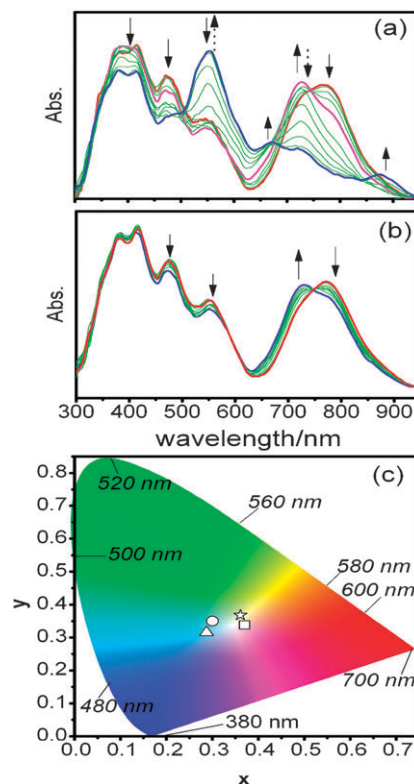 (a)
Abs.
(b)
Abs.
300 400 500 600 700 800 900
wavelength/nm
(c)
0.8
0.7
0.6
0.5
0.4
0.3
0.2
0.1
0.0
y
520 nm
560 nm
500 nm
580 nm
600 nm
700 nm
480 nm
380 nm
0.0 0.1 0.2 0.3 0.4 0.5 0.6 0.7
x